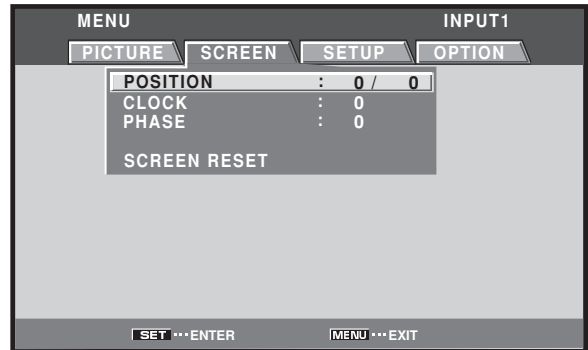 MENU INPUT1
PICTURE SCREEN SETUP OPTION
POSITION : 0 / 0
CLOCK : 0
PHASE : 0
SCREEN RESET
SET ··· ENTER MENU ··· EXIT